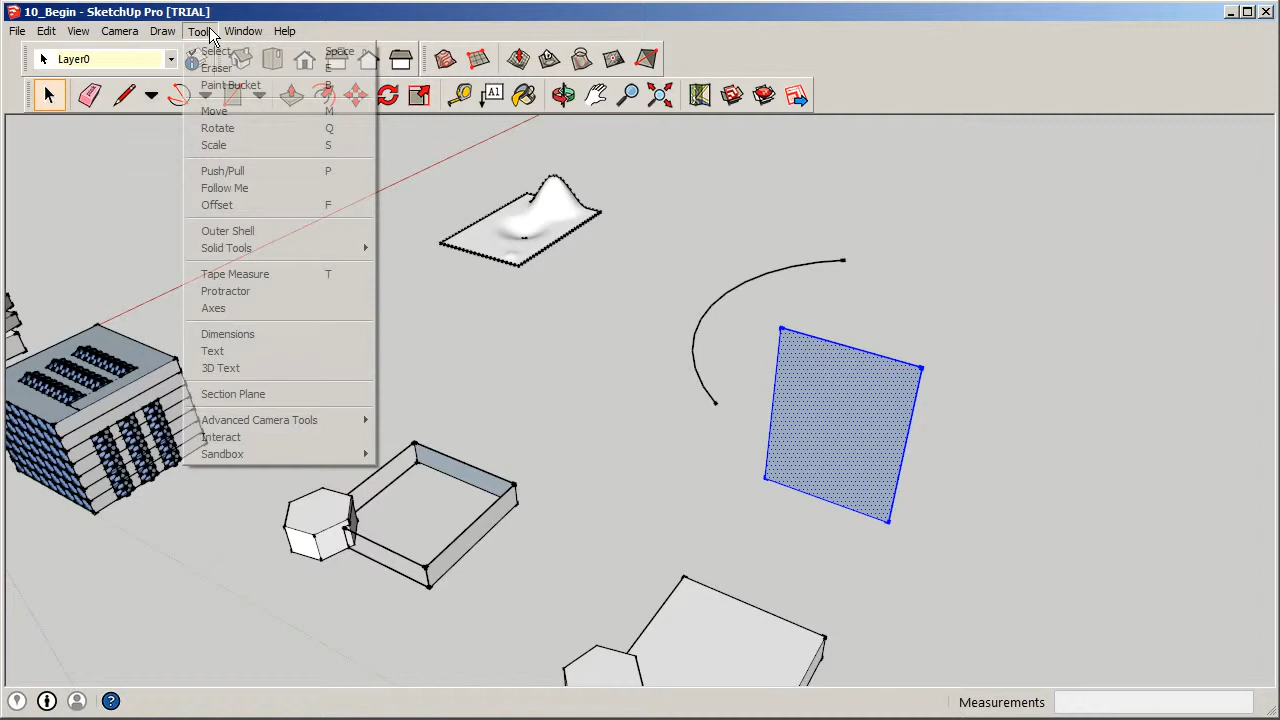 10_Begin - SketchUp Pro [TRIAL]
File Edit View Camera Draw Tools Window Help
Layer0
Select Space
Eraser E
Paint Bucket B
A1
Move M
Rotate Q
Scale S
Push/Pull P
Follow Me
Offset F
Outer Shell
Solid Tools
Tape Measure T
Protractor
Axes
Dimensions
Text
3D Text
Section Plane
Advanced Camera Tools
Interact
Sandbox
Measurements